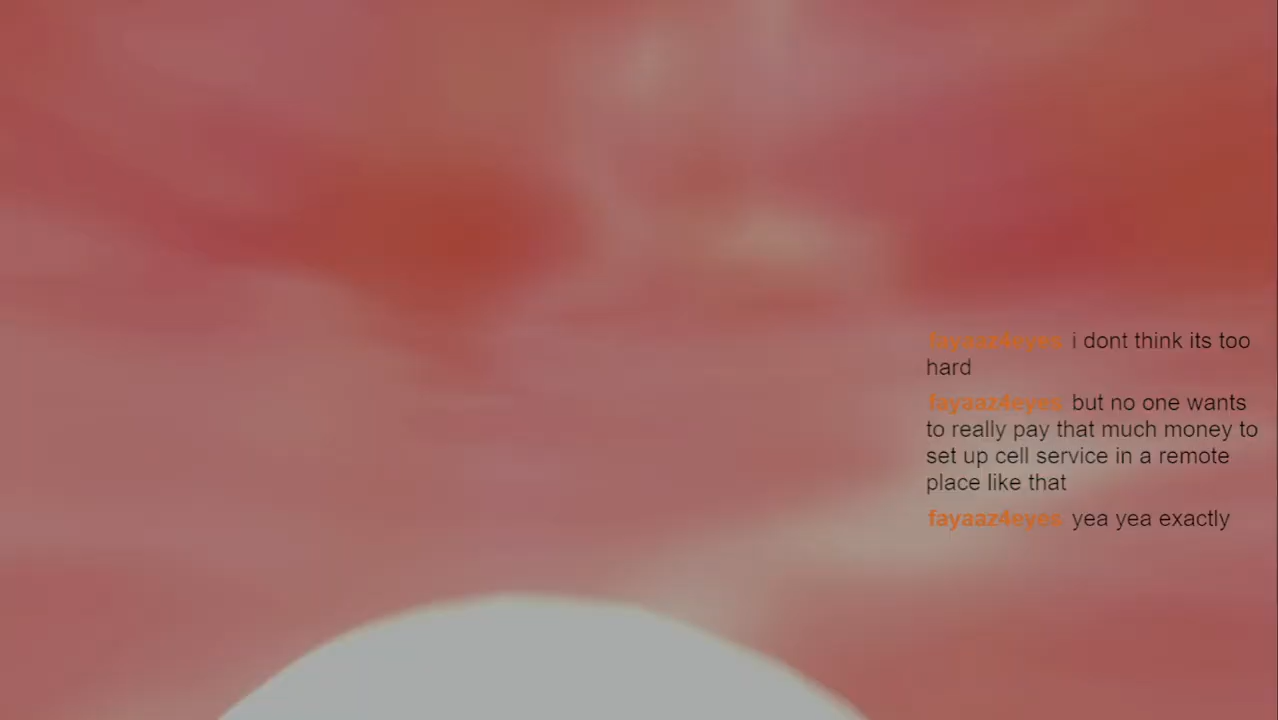 fayaaz4eyes i dont think its too
hard
fayaaz4eyes but no one wants
to really pay that much money to
set up cell service in a remote
place like that
fayaaz4eyes yea yea exactly